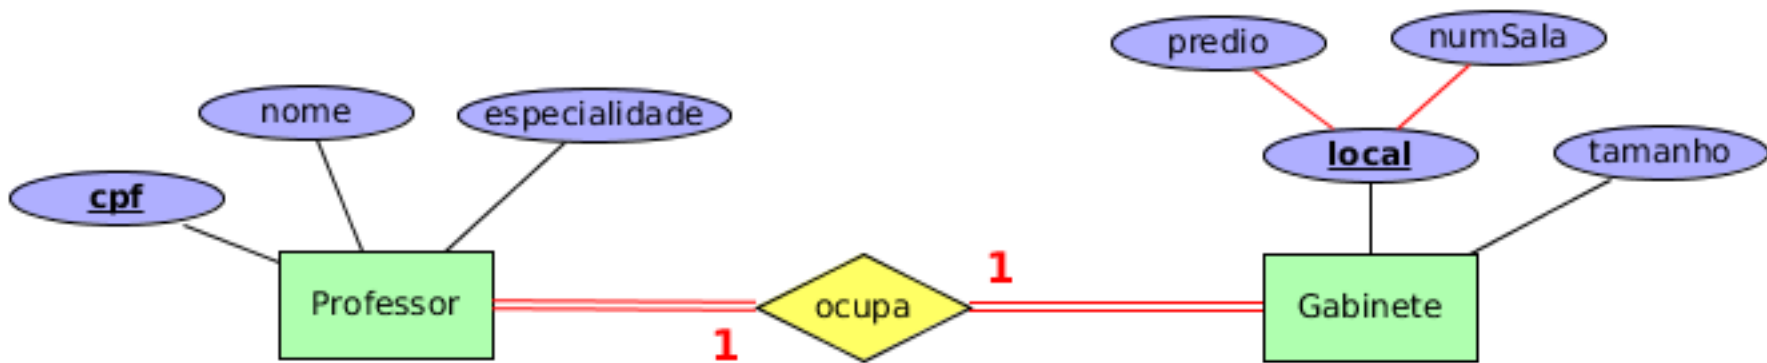 predio
numSala
nome
especialidade
local
tamanho
cpf
1
Professor
ocupa
Gabinete
1